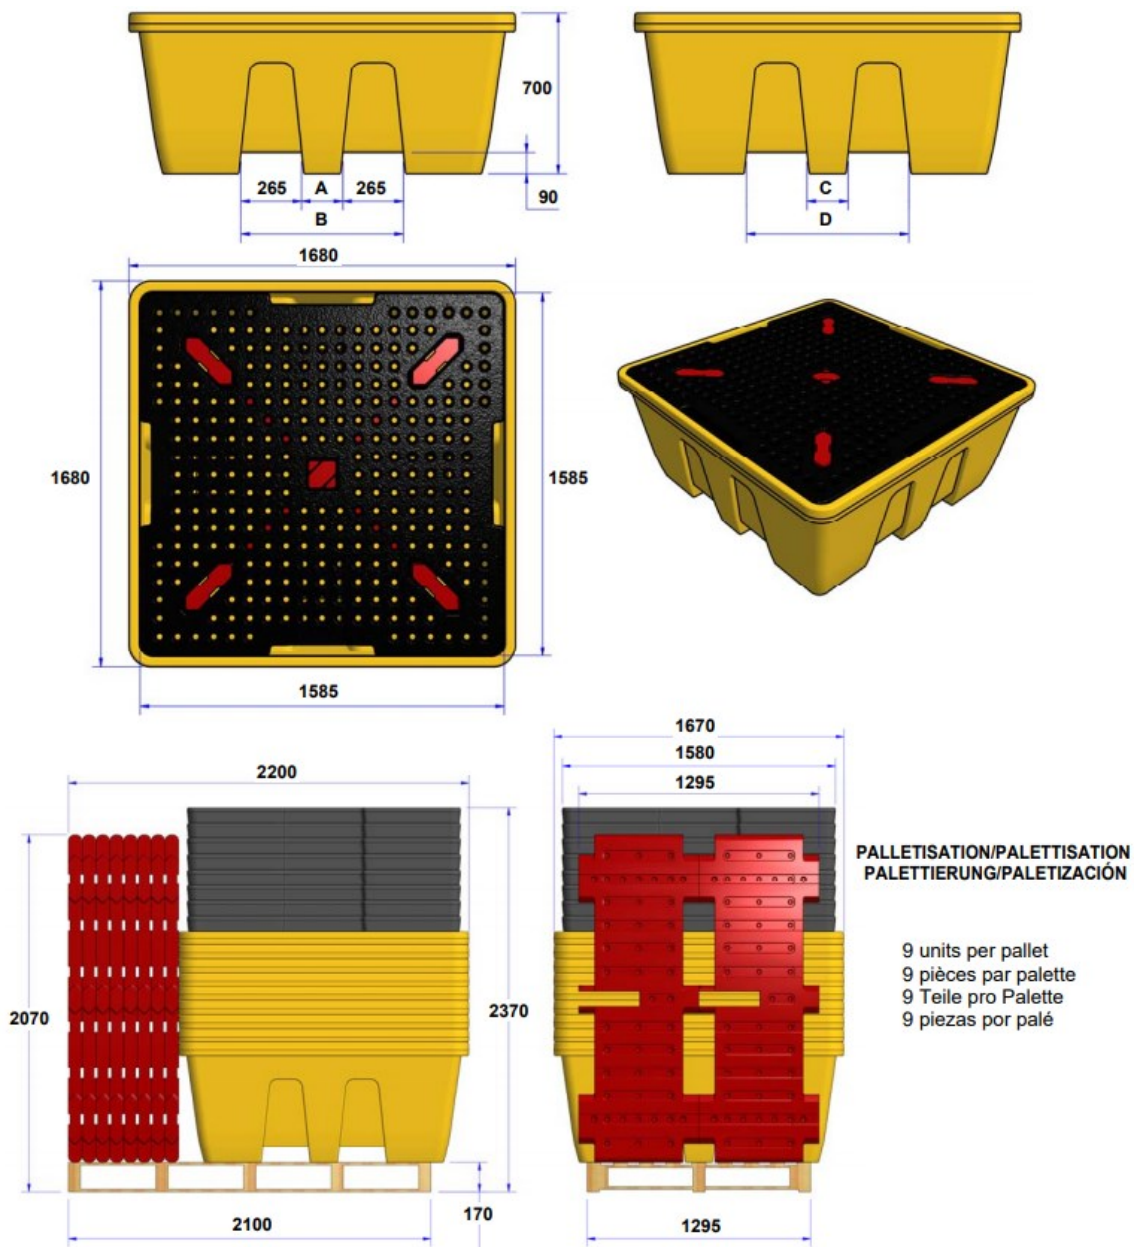 700
265
A
265
90
B
C
D
1680
1680
1585
1585
1670
1580
2200
1295
PALLETISATION/PALETTISATION
PALETTIERUNG/PALETIZACIÓN
9 units per pallet
9 pièces par palette
9 Teile pro Palette
9 piezas por palé
2070
2370
170
2100
1295